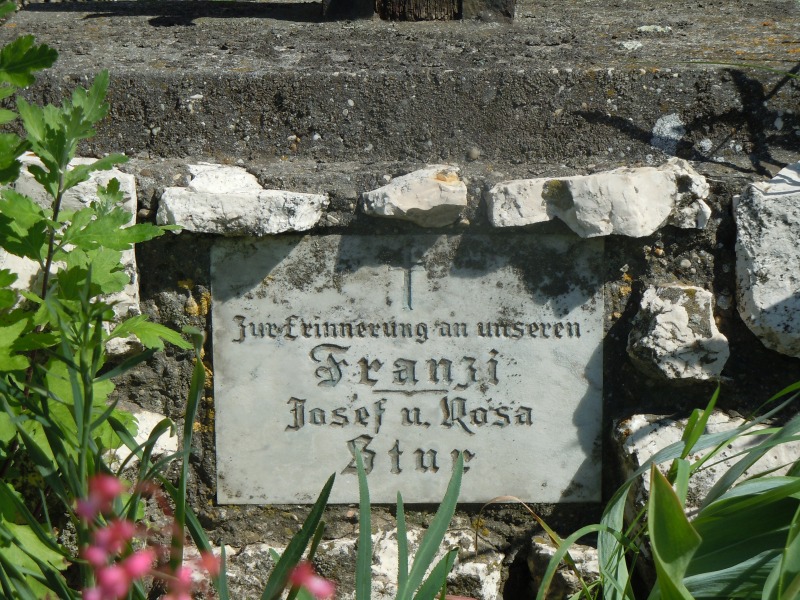 Zur Erinnerung an unseren
Franzi
Josef u. Rosa
Stur